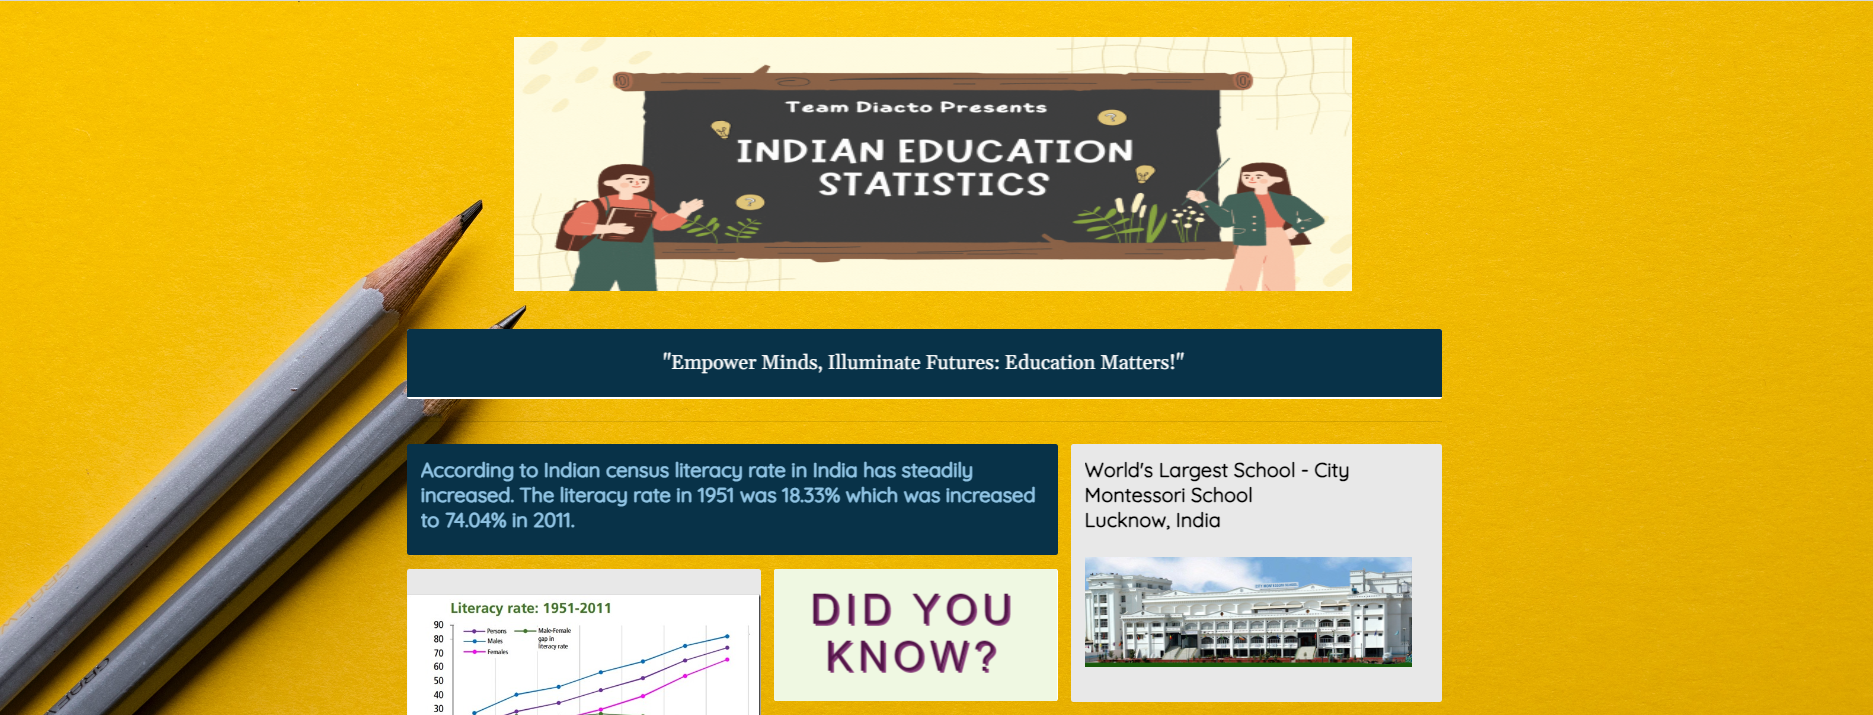 Team Diacto Presents
INDIAN EDUCATION
STATISTICS
"Empower Minds, Illuminate Futures: Education Matters!"
According to Indian census literacy rate in India has steadily
increased. The literacy rate in 1951 was 18.33% which was increased
to 74.04% in 2011.
World's Largest School - City
Montessori School
Lucknow, India
Literacy rate: 1951-2011
90
80
70
60
50
40
30
Persons
Males
Females
Male-Female
gap in
literacy rate
DID YOU
KNOW?